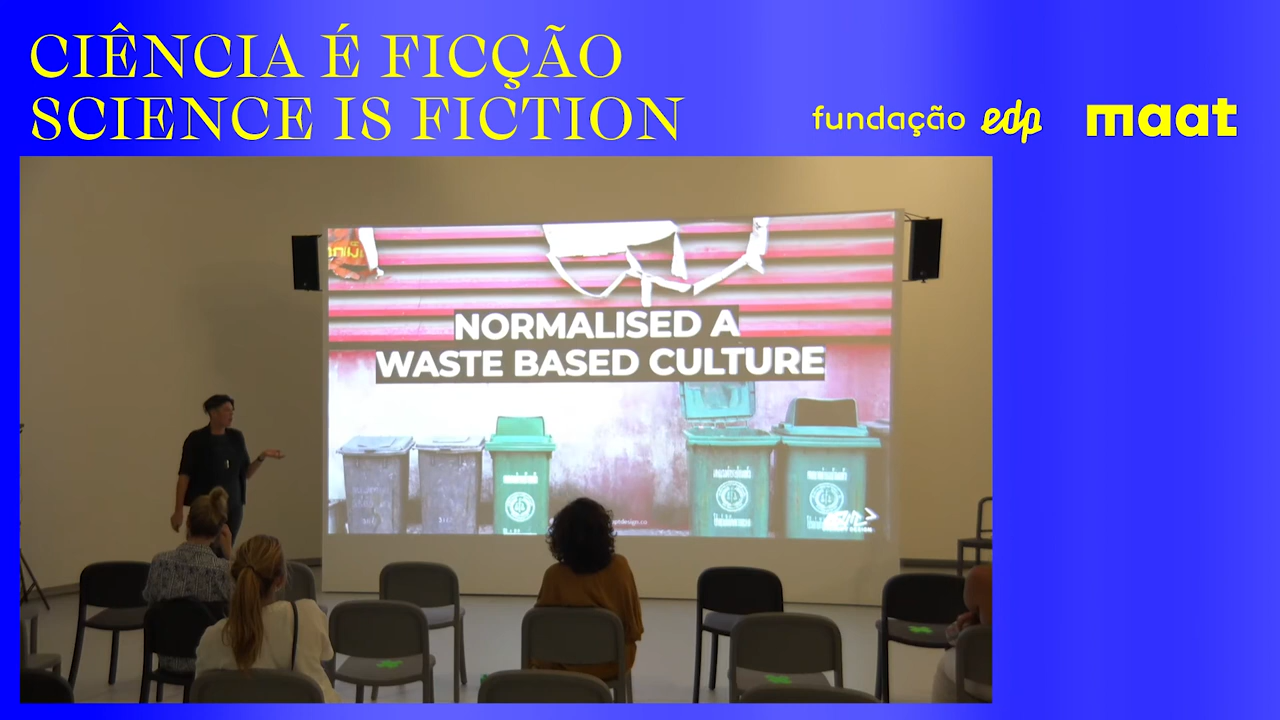 CIÊNCIA É FICÇÃO
SCIENCE IS FICTION
fundação edp
maat
NORMALISED A
WASTE BASED CULTURE